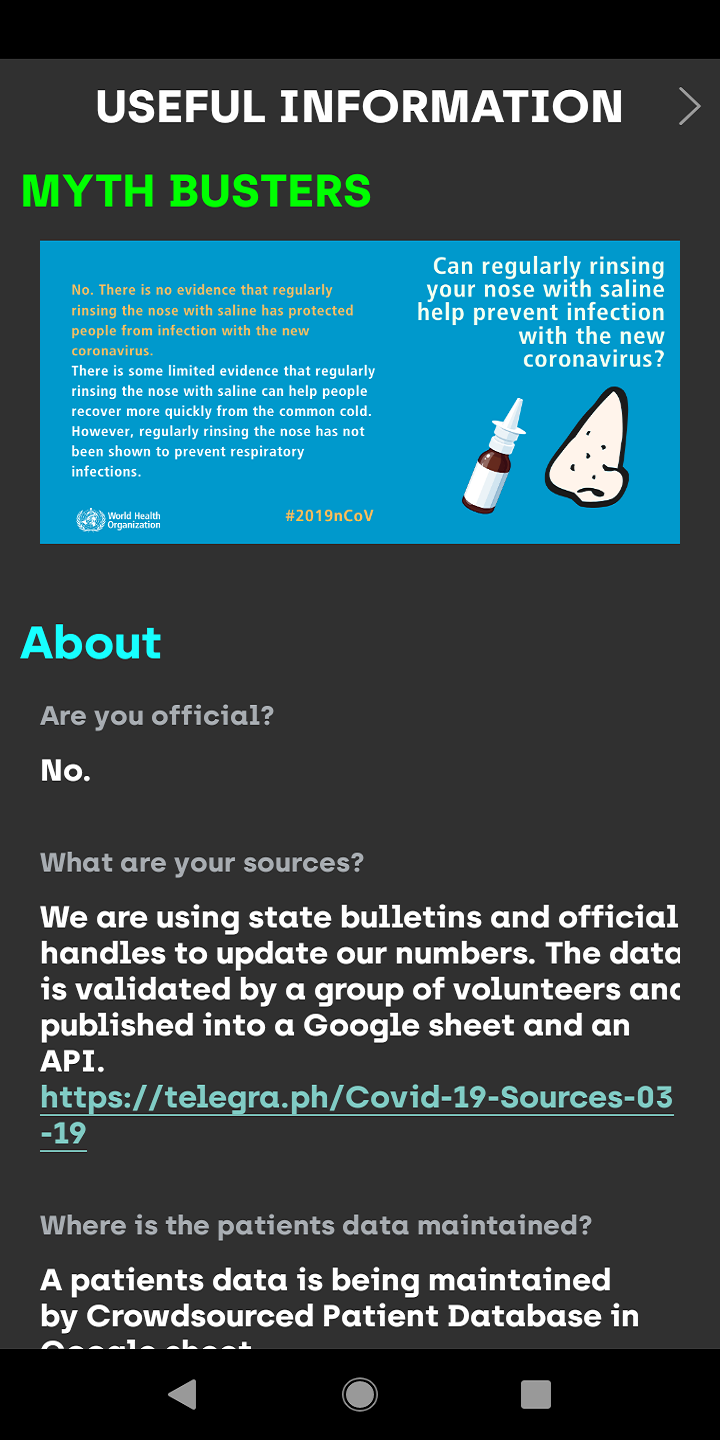 USEFUL INFORMATION
MYTH BUSTERS
No. There is no evidence that regularly
rinsing the nose with saline has protected
people from infection with the new
coronavirus.
There is some limited evidence that regularly
rinsing the nose with saline can help people
recover more quickly from the common cold.
However, regularly rinsing the nose has not
been shown to prevent respiratory
infections.
World Health
Organization
#2019nCoV
Can regularly rinsing
your nose with saline
help prevent infection
with the new
coronavirus?
About
Are you official?
No.
What are your sources?
We are using state bulletins and official
handles to update our numbers. The data
is validated by a group of volunteers and
published into a Google sheet and an
API.
https://telegra.ph/Covid-19-Sources-03
-19
Where is the patients data maintained?
A patients data is being maintained
by Crowdsourced Patient Database in
Google sheet